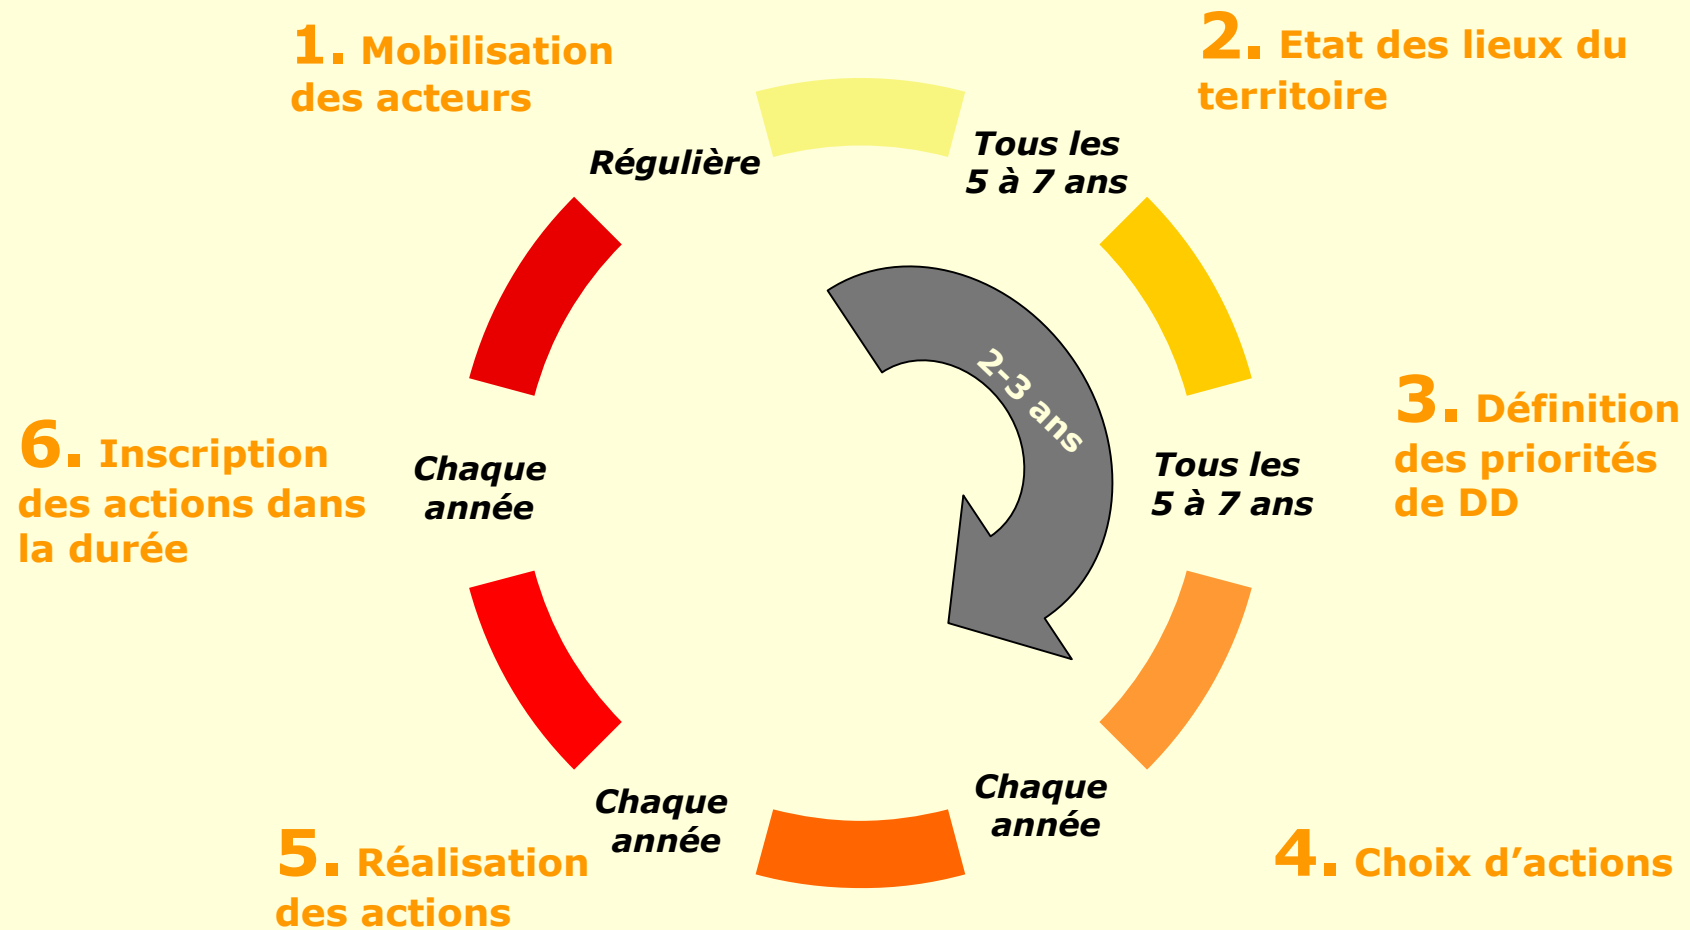 1. Mobilisation
des acteurs
Régulière
2. Etat des lieux du
territoire
Tous les
5 à 7 ans
3. Définition
des priorités
de DD
Tous les
5 à 7 ans
2-3 ans
4. Choix d’actions
Chaque
année
5. Réalisation
des actions
Chaque
année
6. Inscription
des actions dans
la durée
Chaque
année